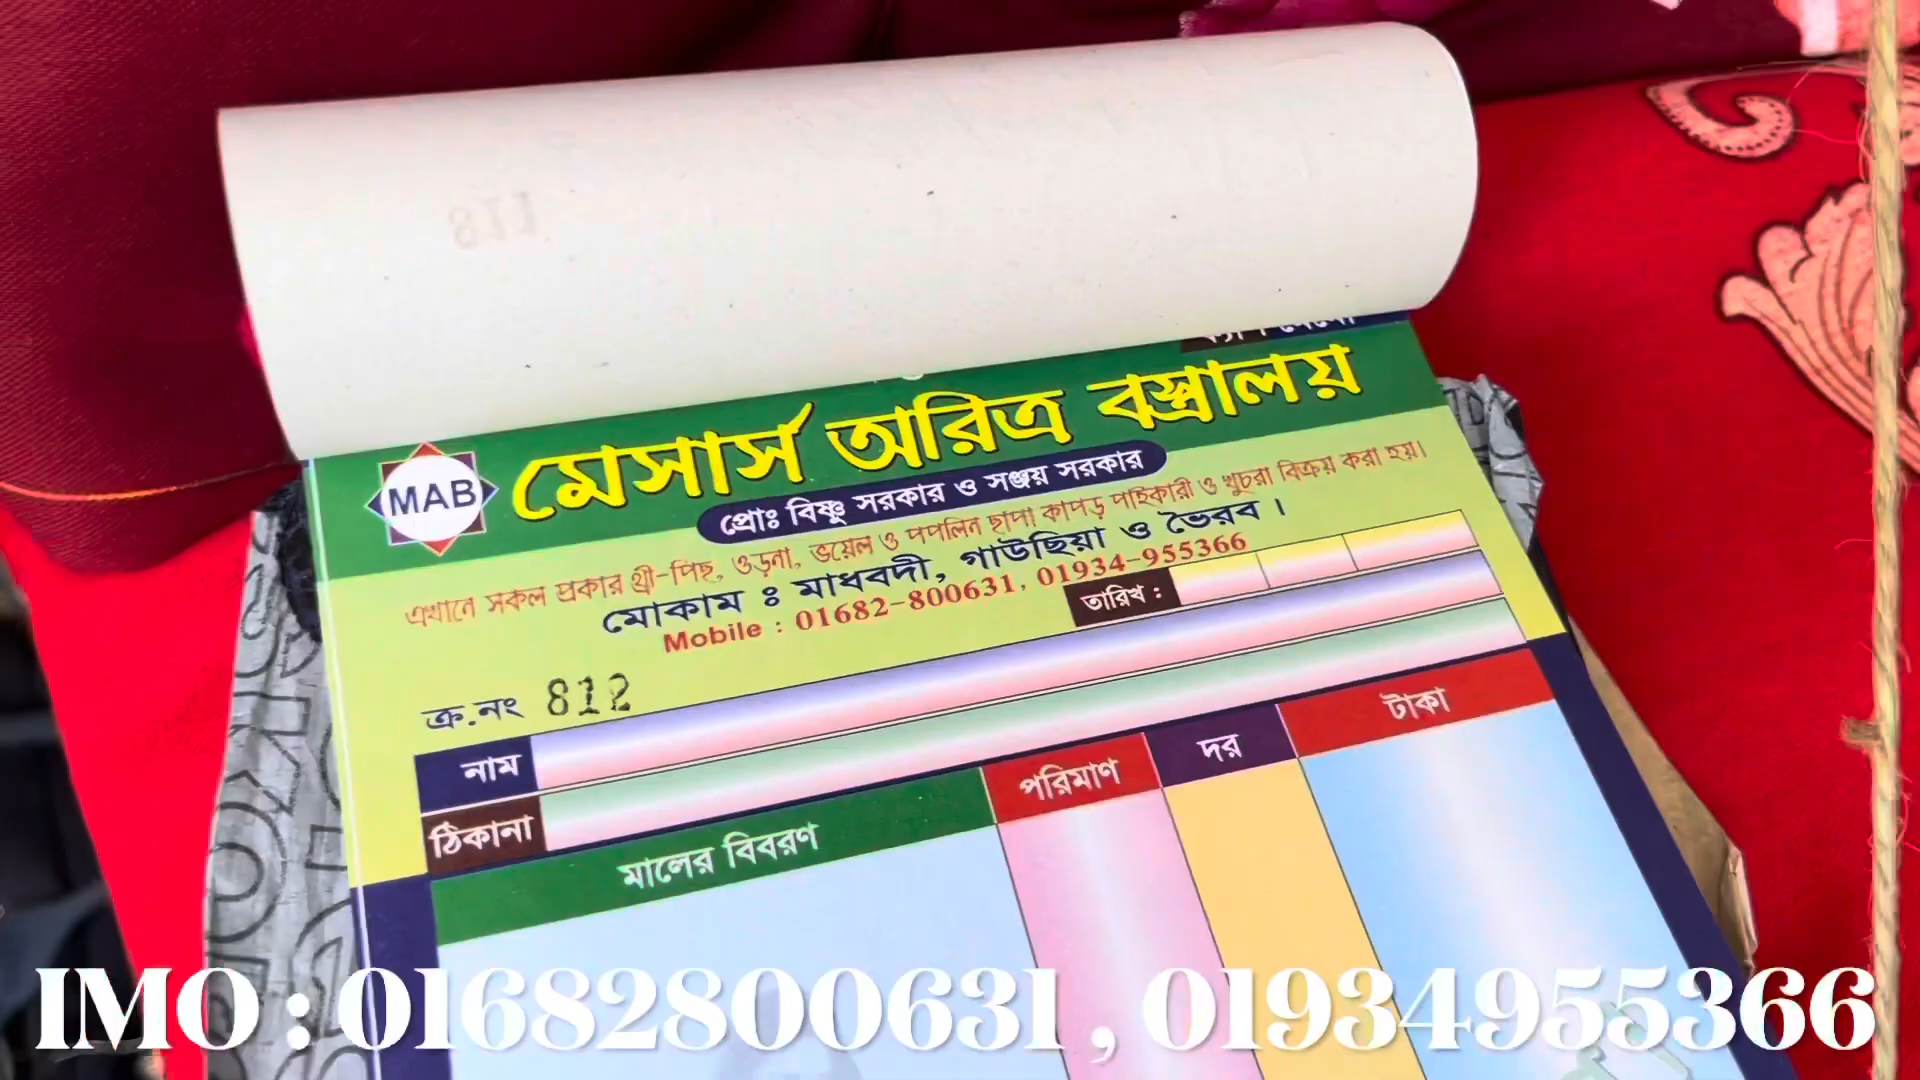 ক্যাশ মেমো
মেসার্স অরিত্র বস্ত্রালয়
MAB
প্রোঃ বিষ্ণু সরকার ও সঞ্জয় সরকার
এখানে সকল প্রকার থ্রী-পিছ, ওড়না, ভয়েল ও পপলিন ছাপা কাপড় পাইকারী ও খুচরা বিক্রয় করা হয়।
মোকাম ঃ মাধবদী, গাউছিয়া ও ভৈরব।
Mobile : 01682-800631, 01934-955366
তারিখ :
ক্র.নং 812
নাম
ঠিকানা
মালের বিবরণ পরিমাণ দর টাকা
IMO : 01682800631 , 01934955366